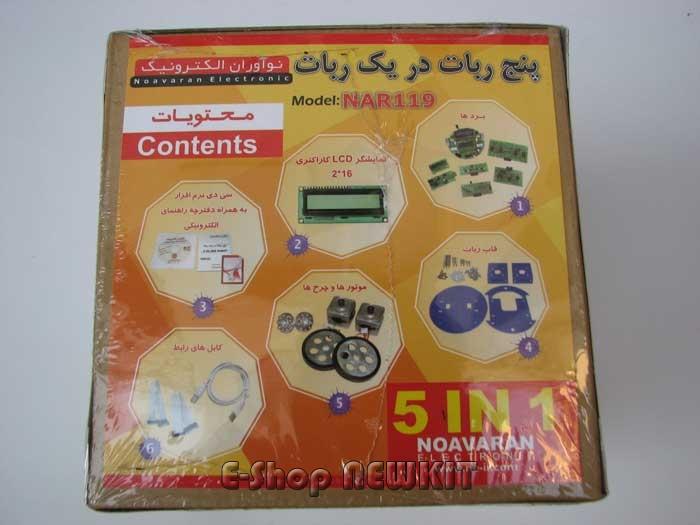 پنج ربات در یک ربات
نوآوران الکترونیک
Noavaran Electronic
Model: NAR119
محتویات
Contents
برد ها
1
نمایشگر LCD کاراکتری
2*16
2
سی دی نرم افزار
به همراه دفترچه راهنمای
الکترونیکی
3
قاب ربات
4
موتور ها و چرخ ها
5
کابل های رابط
6
5 IN 1
NOAVARAN
E-Shop NEWKIT